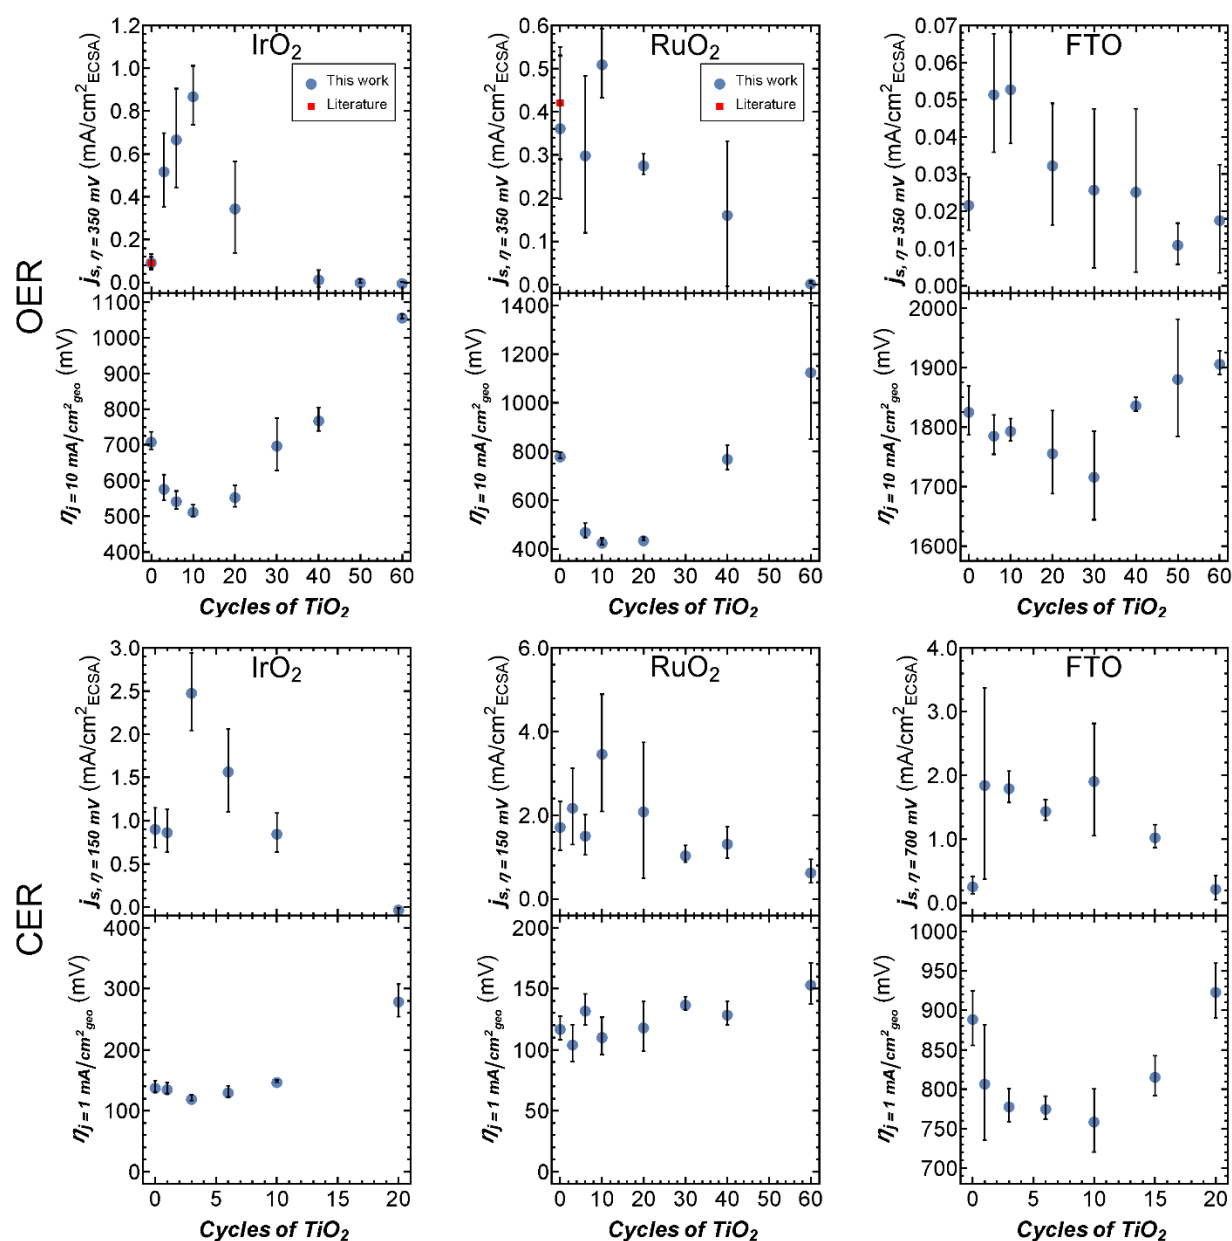 OER
IrO2
1.2
1.0
0.8
0.6
0.4
0.2
0.0
js, η = 350 mV (mA/cm2ECSA)
This work
Literature
1100
1000
900
800
700
600
500
400
ηj = 10 mA/cm2geo (mV)
0 10 20 30 40 50 60
Cycles of TiO2
RuO2
0.6
0.5
0.4
0.3
0.2
0.1
0.0
js, η = 350 mV (mA/cm2ECSA)
This work
Literature
1400
1200
1000
800
600
400
ηj = 10 mA/cm2geo (mV)
0 10 20 30 40 50 60
Cycles of TiO2
FTO
0.07
0.06
0.05
0.04
0.03
0.02
0.01
0.00
js, η = 350 mV (mA/cm2ECSA)
2000
1900
1800
1700
1600
ηj = 10 mA/cm2geo (mV)
0 10 20 30 40 50 60
Cycles of TiO2
CER
IrO2
3.0
2.5
2.0
1.5
1.0
0.5
0.0
js, η = 150 mV (mA/cm2ECSA)
400
300
200
100
0
ηj = 1 mA/cm2geo (mV)
0 5 10 15 20
Cycles of TiO2
RuO2
6.0
4.0
2.0
0.0
js, η = 150 mV (mA/cm2ECSA)
200
150
100
50
0
ηj = 1 mA/cm2geo (mV)
0 10 20 30 40 50 60
Cycles of TiO2
FTO
4.0
3.0
2.0
1.0
0.0
js, η = 700 mV (mA/cm2ECSA)
1000
950
900
850
800
750
700
ηj = 1 mA/cm2geo (mV)
0 5 10 15 20
Cycles of TiO2